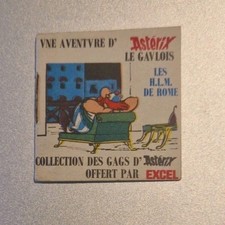 VNE AVENTVRE D' Astérix
LE GAVLOIS
LES
H.L.M.
DE ROME
COLLECTION DES GAGS D' Astérix
OFFERT PAR EXCEL